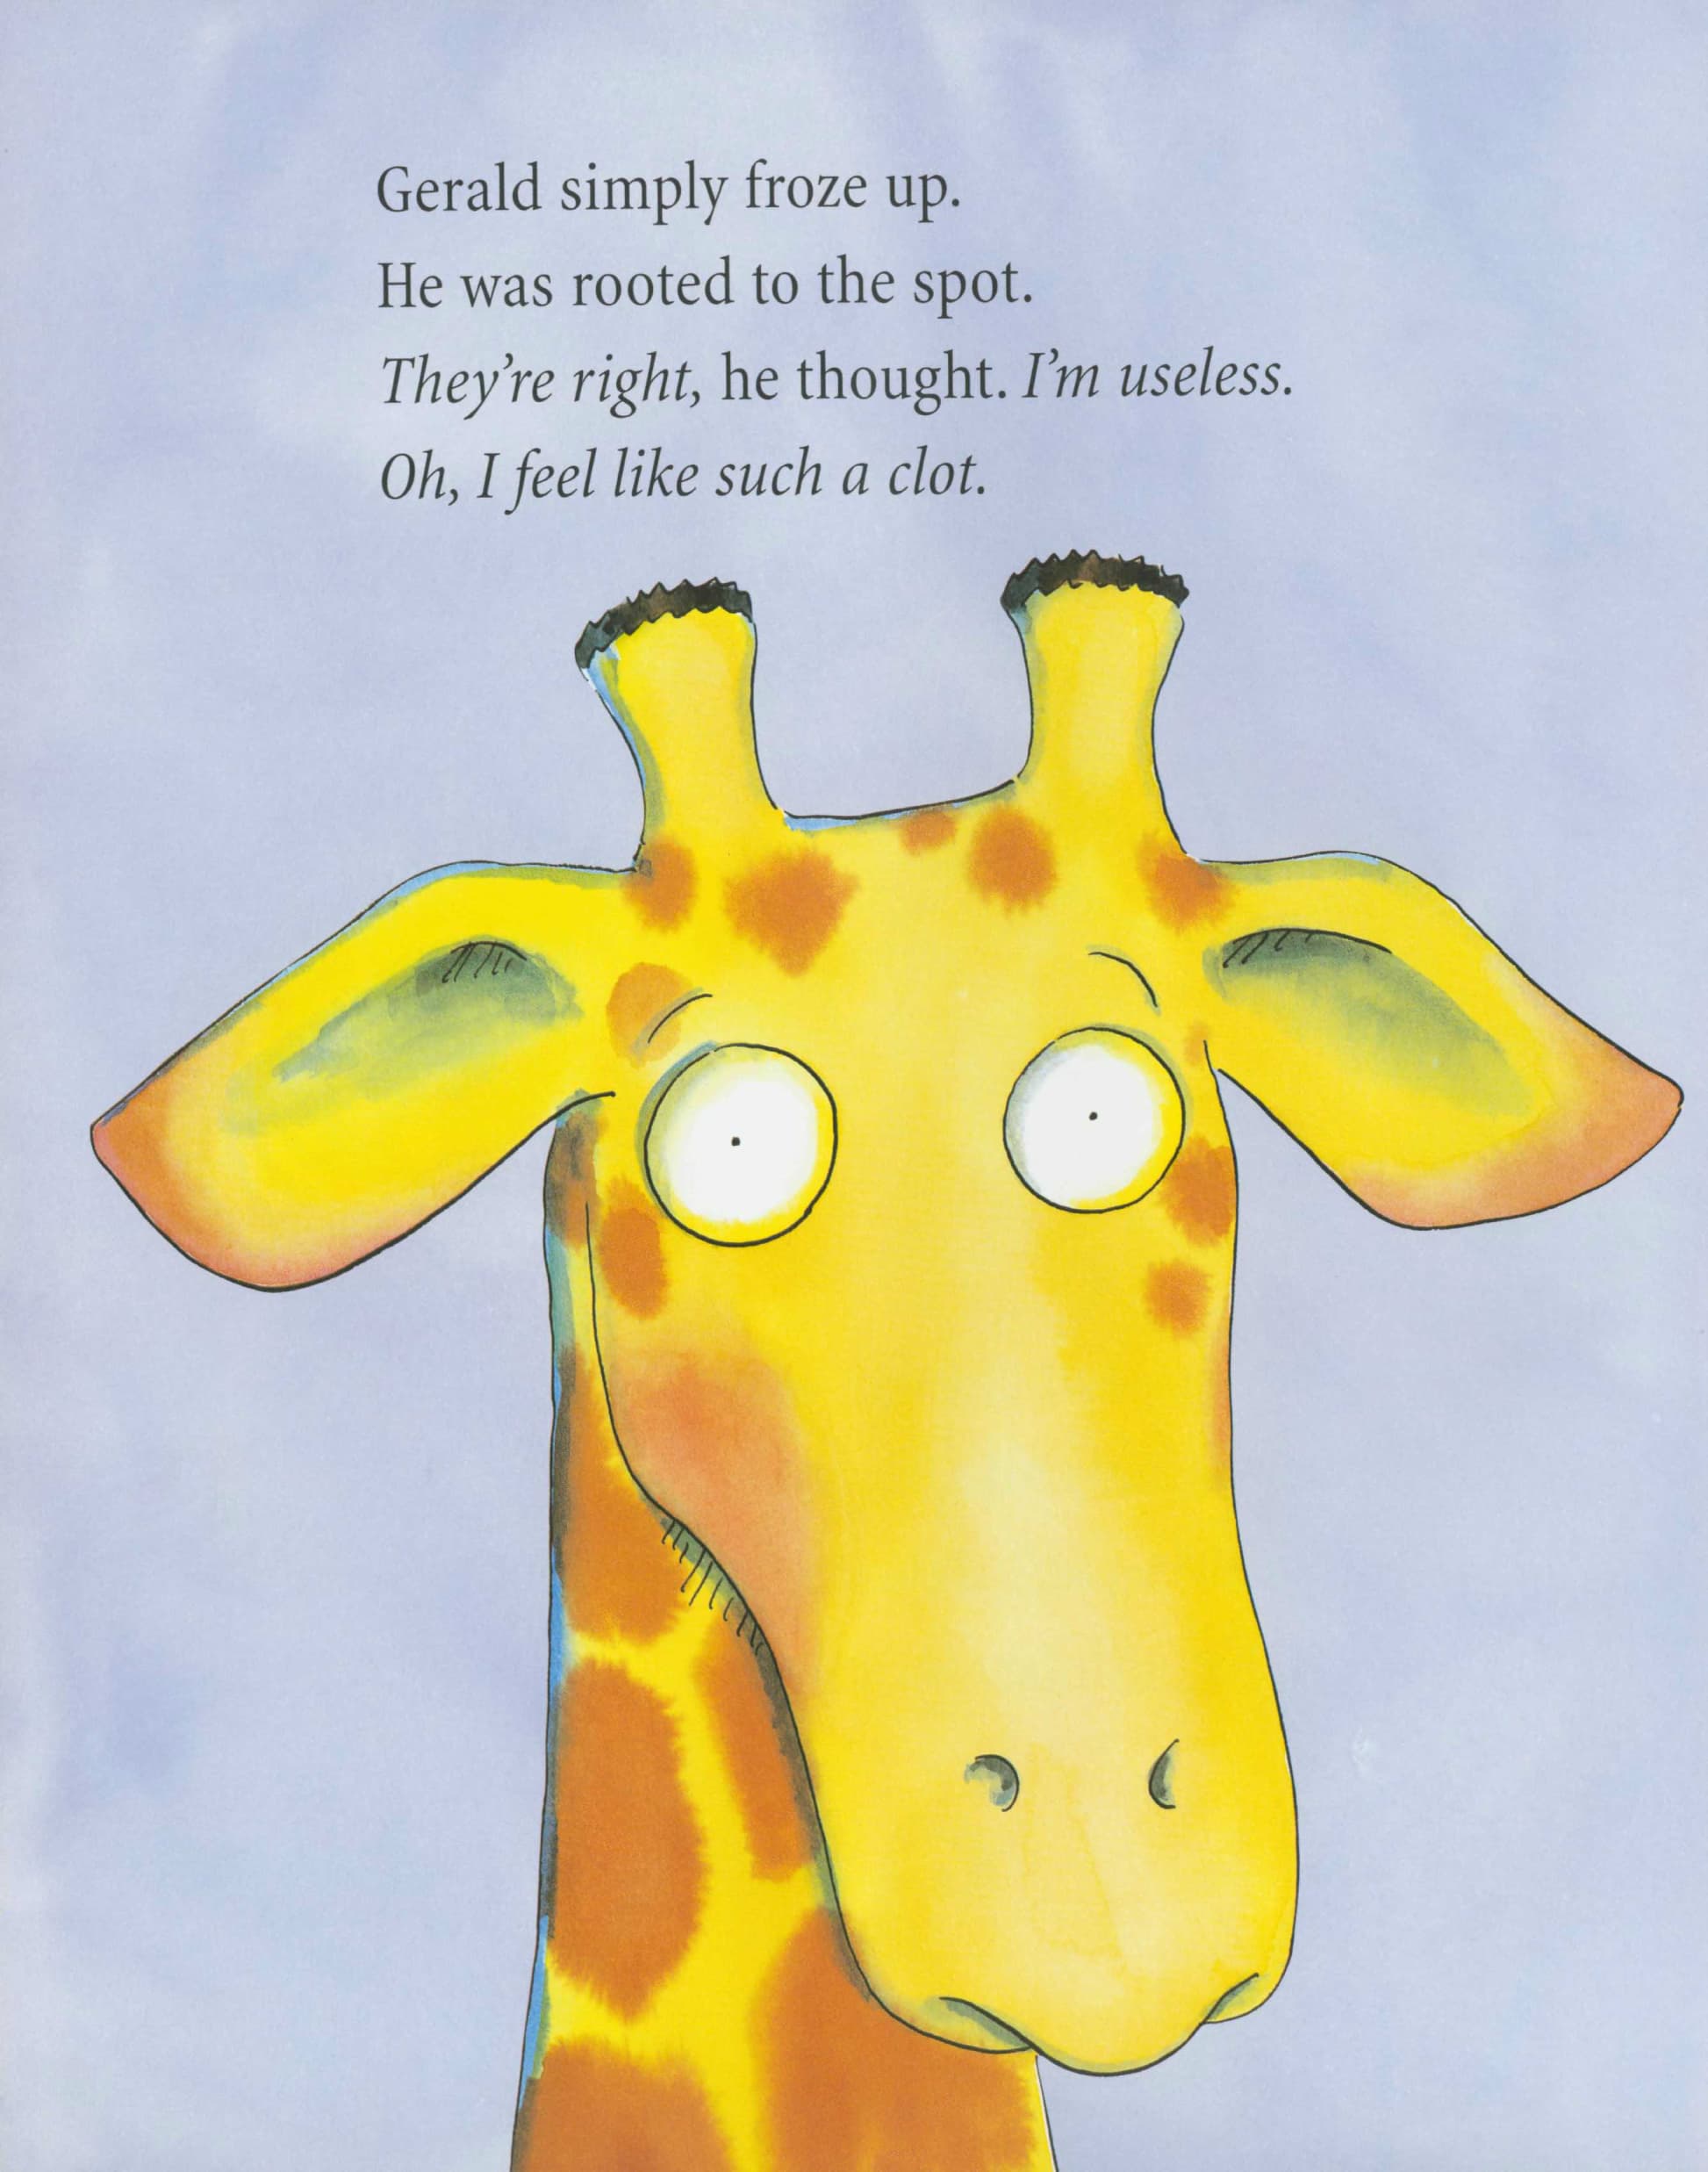 Gerald simply froze up.
He was rooted to the spot.
They’re right, he thought. I’m useless.
Oh, I feel like such a clot.